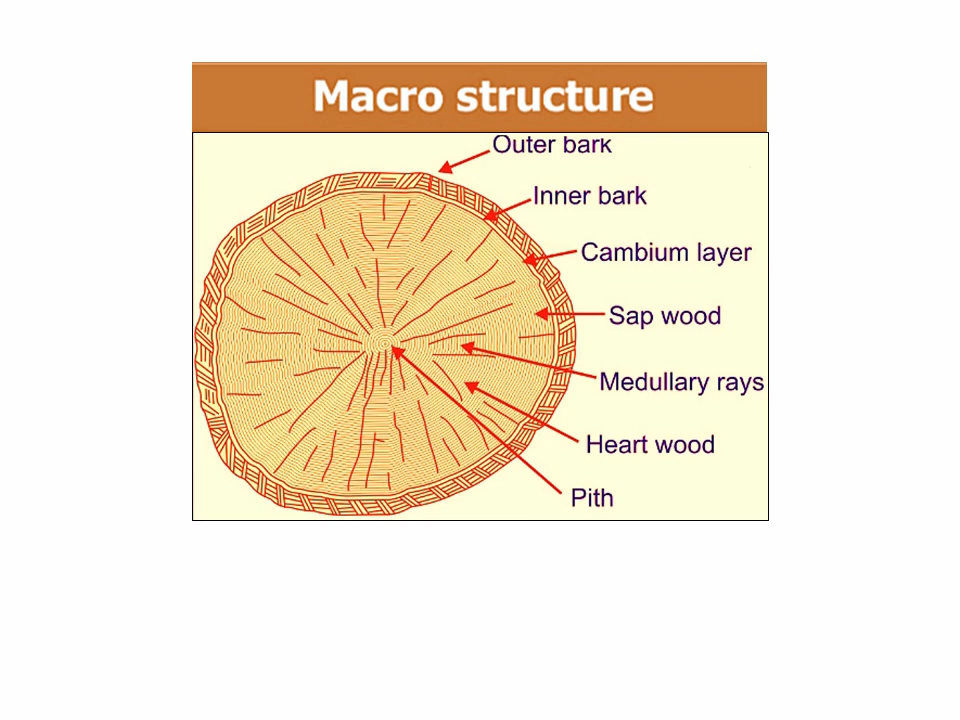 Macro structure
Outer bark
Inner bark
Cambium layer
Sap wood
Medullary rays
Heart wood
Pith